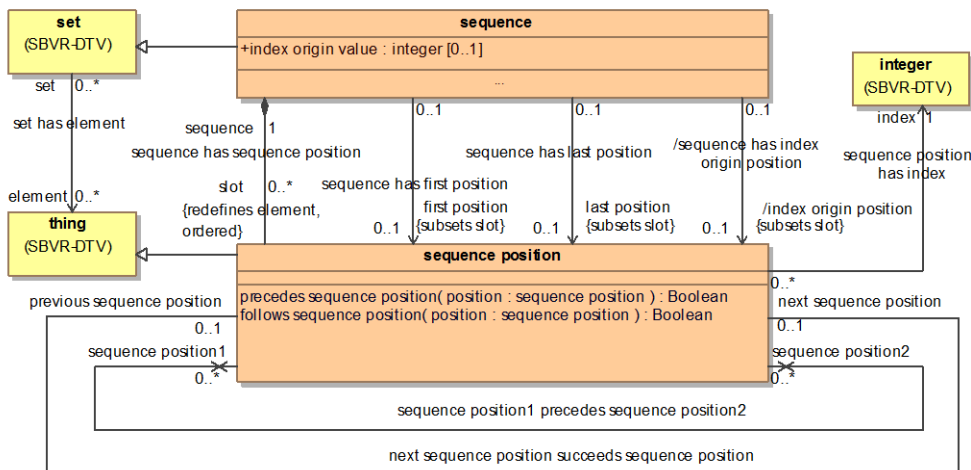 set
(SBVR-DTV)
sequence
+index origin value : integer [0..1]
...
integer
(SBVR-DTV)
set 0..*
set has element
element 0..*
thing
(SBVR-DTV)
sequence 1
sequence has sequence position
slot 0..*
{redefines element,
ordered}
0..1
sequence has first position
first position
0..1 {subsets slot}
0..1
sequence has last position
last position
0..1 {subsets slot}
0..1
/sequence has index
origin position
/index origin position
0..1 {subsets slot}
index 1
sequence position
has index
0..*
sequence position
precedes sequence position( position : sequence position ) : Boolean
follows sequence position( position : sequence position ) : Boolean
previous sequence position
0..1
next sequence position
0..1
sequence position1
0..*
sequence position2
0..*
sequence position1 precedes sequence position2
next sequence position succeeds sequence position